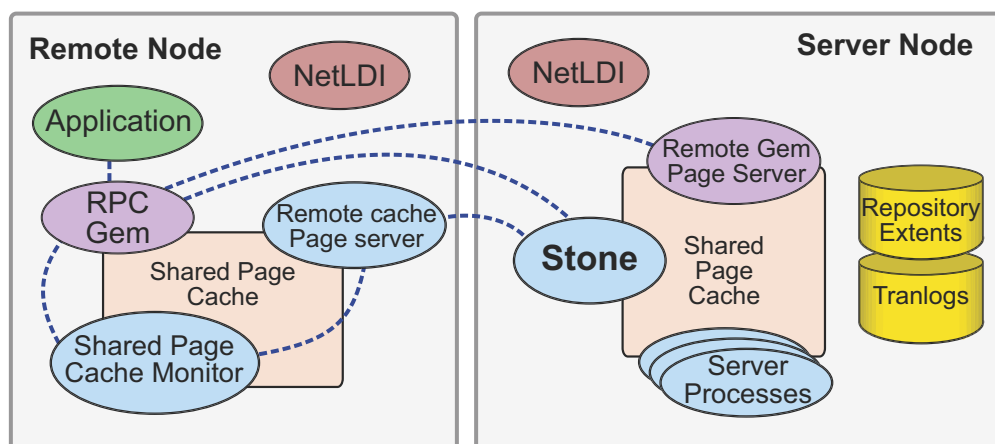 Remote Node
NetLDI
Application
RPC
Gem
Remote cache
Page server
Shared Page
Cache
Shared Page
Cache Monitor
Server Node
NetLDI
Remote Gem
Page Server
Stone
Shared
Page
Cache
Server
Processes
Repository
Extents
Tranlogs